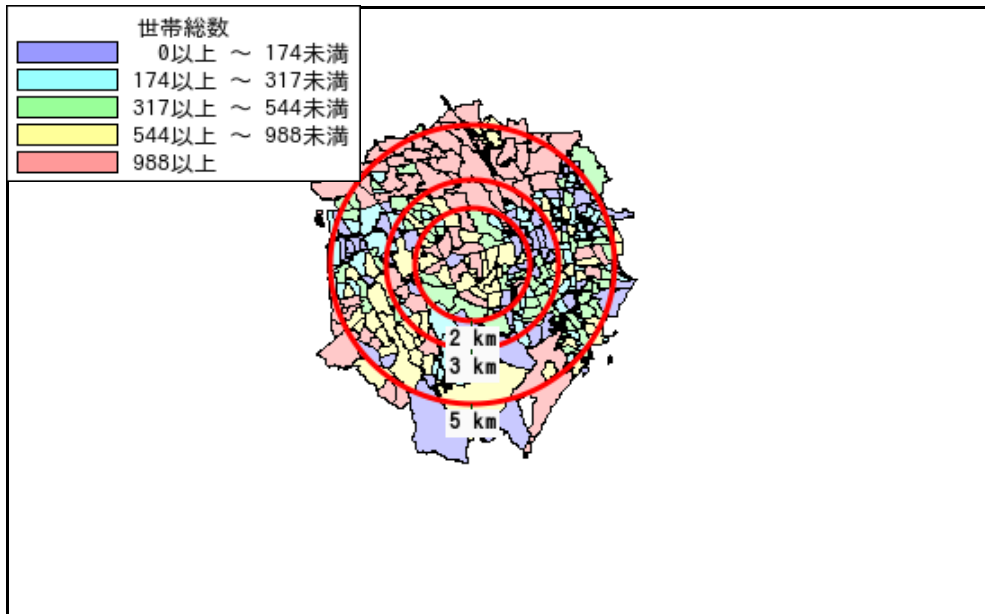 世帯総数
0以上 ～ 174未満
174以上 ～ 317未満
317以上 ～ 544未満
544以上 ～ 988未満
988以上
2 km
3 km
5 km